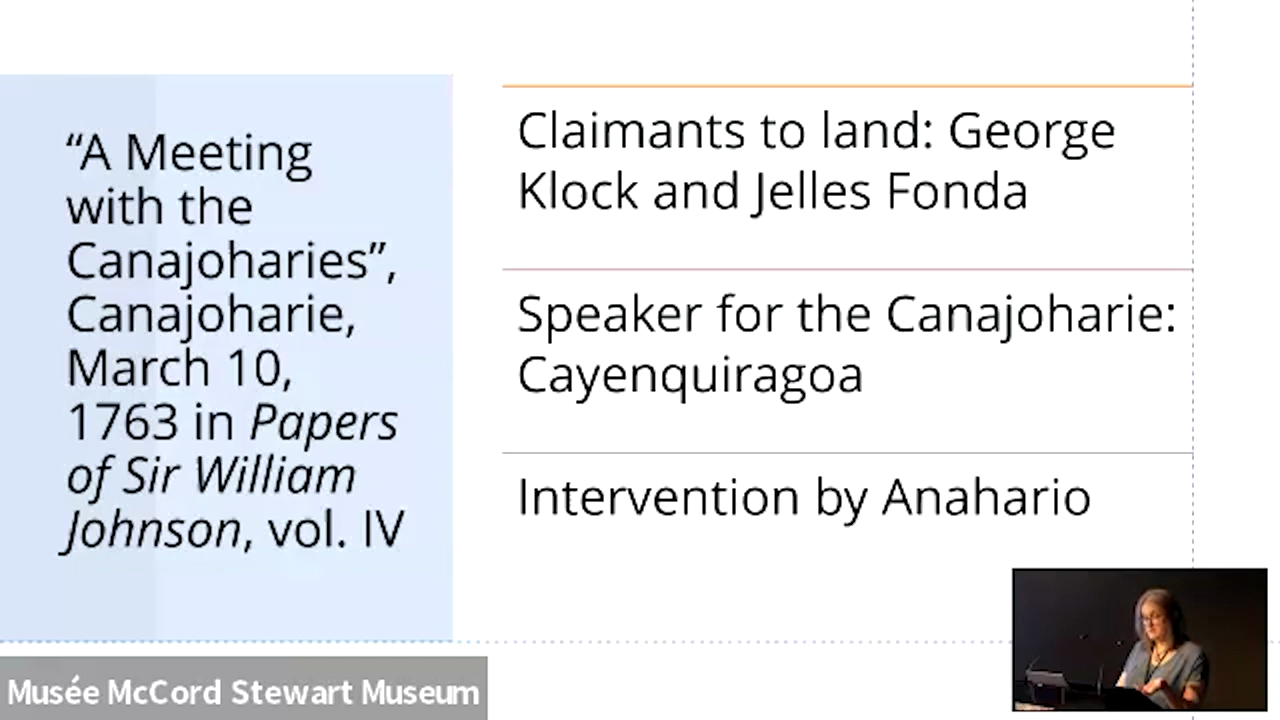 “A Meeting
with the
Canajoharies”,
Canajoharie,
March 10,
1763 in Papers
of Sir William
Johnson, vol. IV
Claimants to land: George
Klock and Jelles Fonda
Speaker for the Canajoharie:
Cayenquiragoa
Intervention by Anahario
Musée McCord Stewart Museum